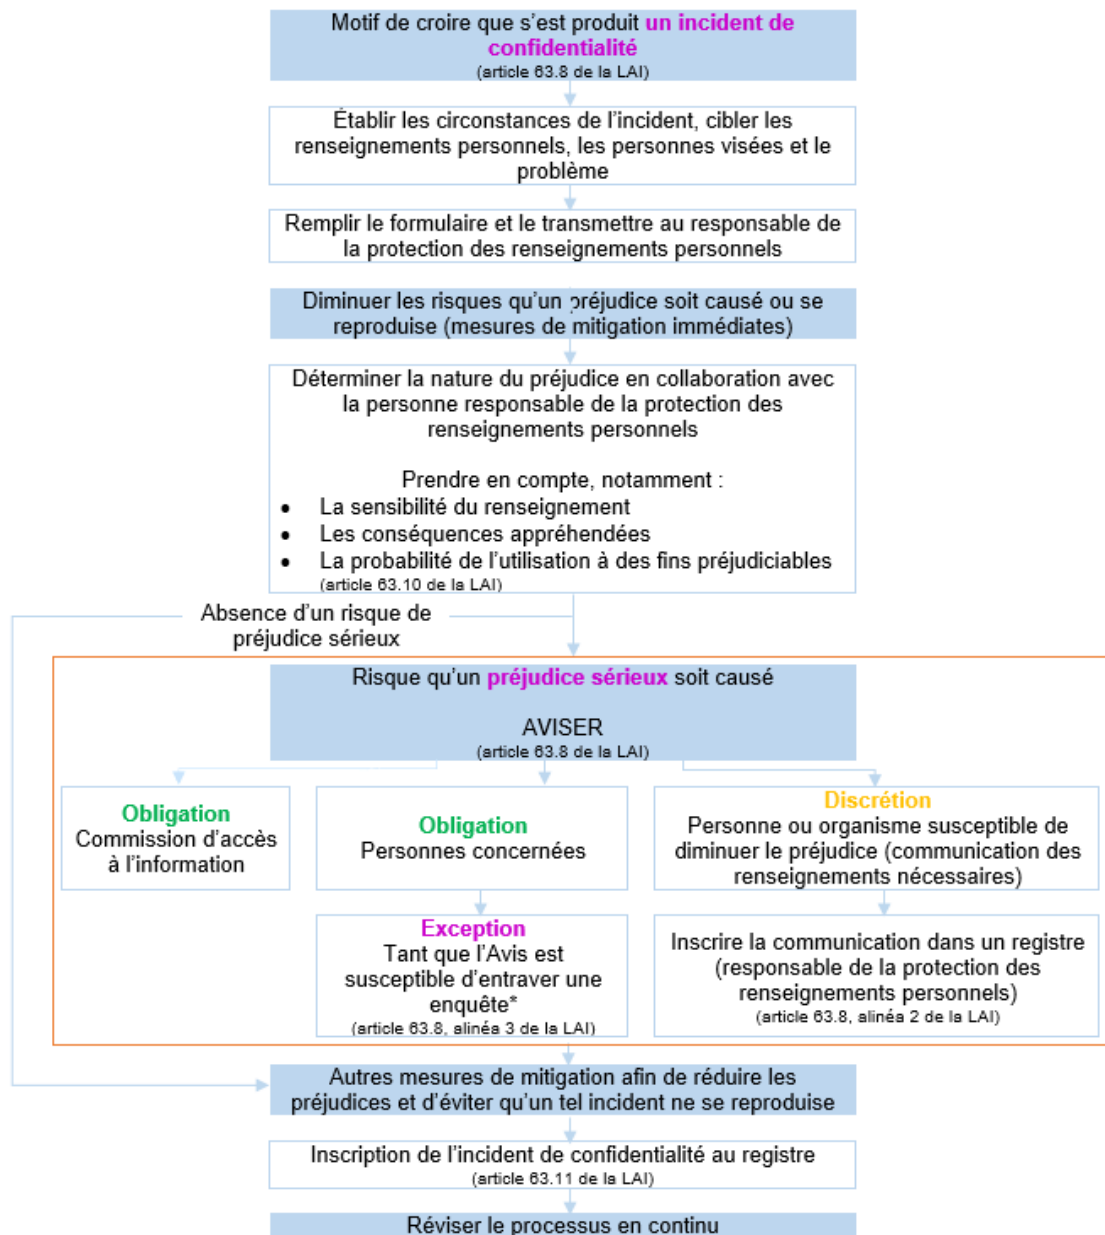 Motif de croire que s’est produit un incident de
confidentialité
(article 63.8 de la LAI)
Établir les circonstances de l’incident, cibler les
renseignements personnels, les personnes visées et le
problème
Remplir le formulaire et le transmettre au responsable de
la protection des renseignements personnels
Diminuer les risques qu’un préjudice soit causé ou se
reproduise (mesures de mitigation immédiates)
Déterminer la nature du préjudice en collaboration avec
la personne responsable de la protection des
renseignements personnels
Prendre en compte, notamment :
• La sensibilité du renseignement
• Les conséquences appréhendées
• La probabilité de l’utilisation à des fins préjudiciables
(article 63.10 de la LAI)
Absence d’un risque de
préjudice sérieux
Risque qu’un préjudice sérieux soit causé
AVISER
(article 63.8 de la LAI)
Obligation
Commission d’accès
à l’information
Obligation
Personnes concernées
Discrétion
Personne ou organisme susceptible de
diminuer le préjudice (communication des
renseignements nécessaires)
Exception
Tant que l’Avis est
susceptible d’entraver une
enquête*
(article 63.8, alinéa 3 de la LAI)
Inscrire la communication dans un registre
(responsable de la protection des
renseignements personnels)
(article 63.8, alinéa 2 de la LAI)
Autres mesures de mitigation afin de réduire les
préjudices et d’éviter qu’un tel incident ne se reproduise
Inscription de l’incident de confidentialité au registre
(article 63.11 de la LAI)
Réviser le processus en continu